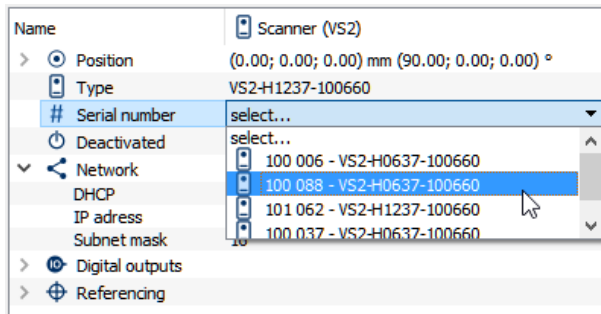 Name Scanner (VS2)
Position (0.00; 0.00; 0.00) mm (90.00; 0.00; 0.00) °
Type VS2-H1237-100660
# Serial number select...
Deactivated select...
100 006 - VS2-H0637-100660
Network
100 088 - VS2-H0637-100660
DHCP
101 062 - VS2-H1237-100660
IP adress
100 037 - VS2-H0637-100660
Subnet mask
IO Digital outputs
Referencing